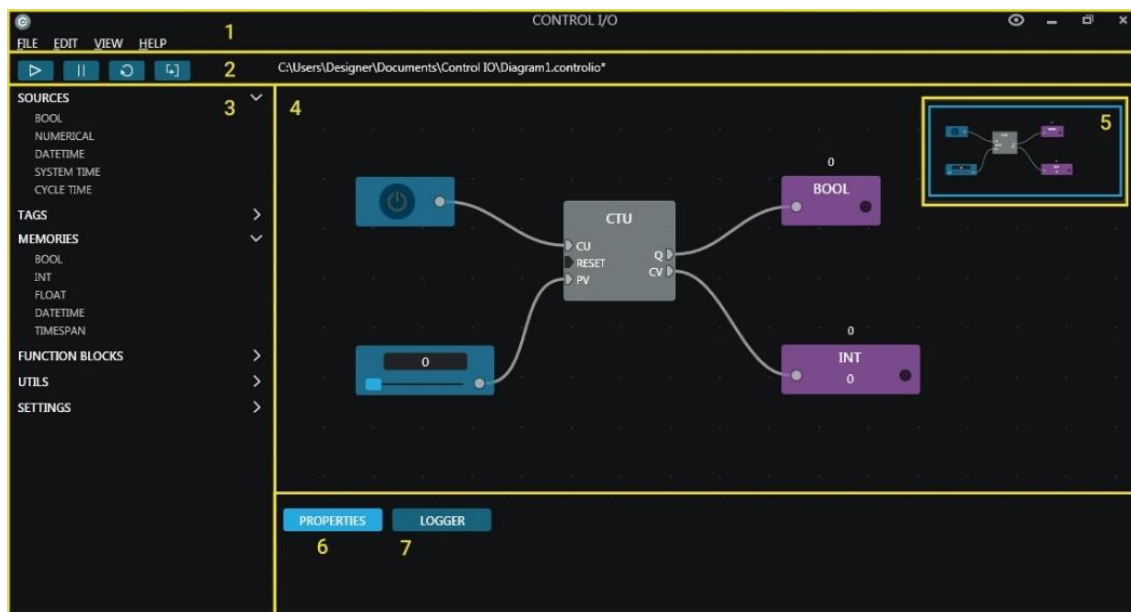 CONTROL I/O
FILE EDIT VIEW HELP
1
2
C:\Users\Designer\Documents\Control IO\Diagram1.controlio*
SOURCES
3
BOOL
NUMERICAL
DATETIME
SYSTEM TIME
CYCLE TIME
TAGS
MEMORIES
BOOL
INT
FLOAT
DATETIME
TIMESPAN
FUNCTION BLOCKS
UTILS
SETTINGS
4
5
0
BOOL
CTU
CU
RESET
PV
Q
CV
0
0
INT
0
PROPERTIES LOGGER
6 7